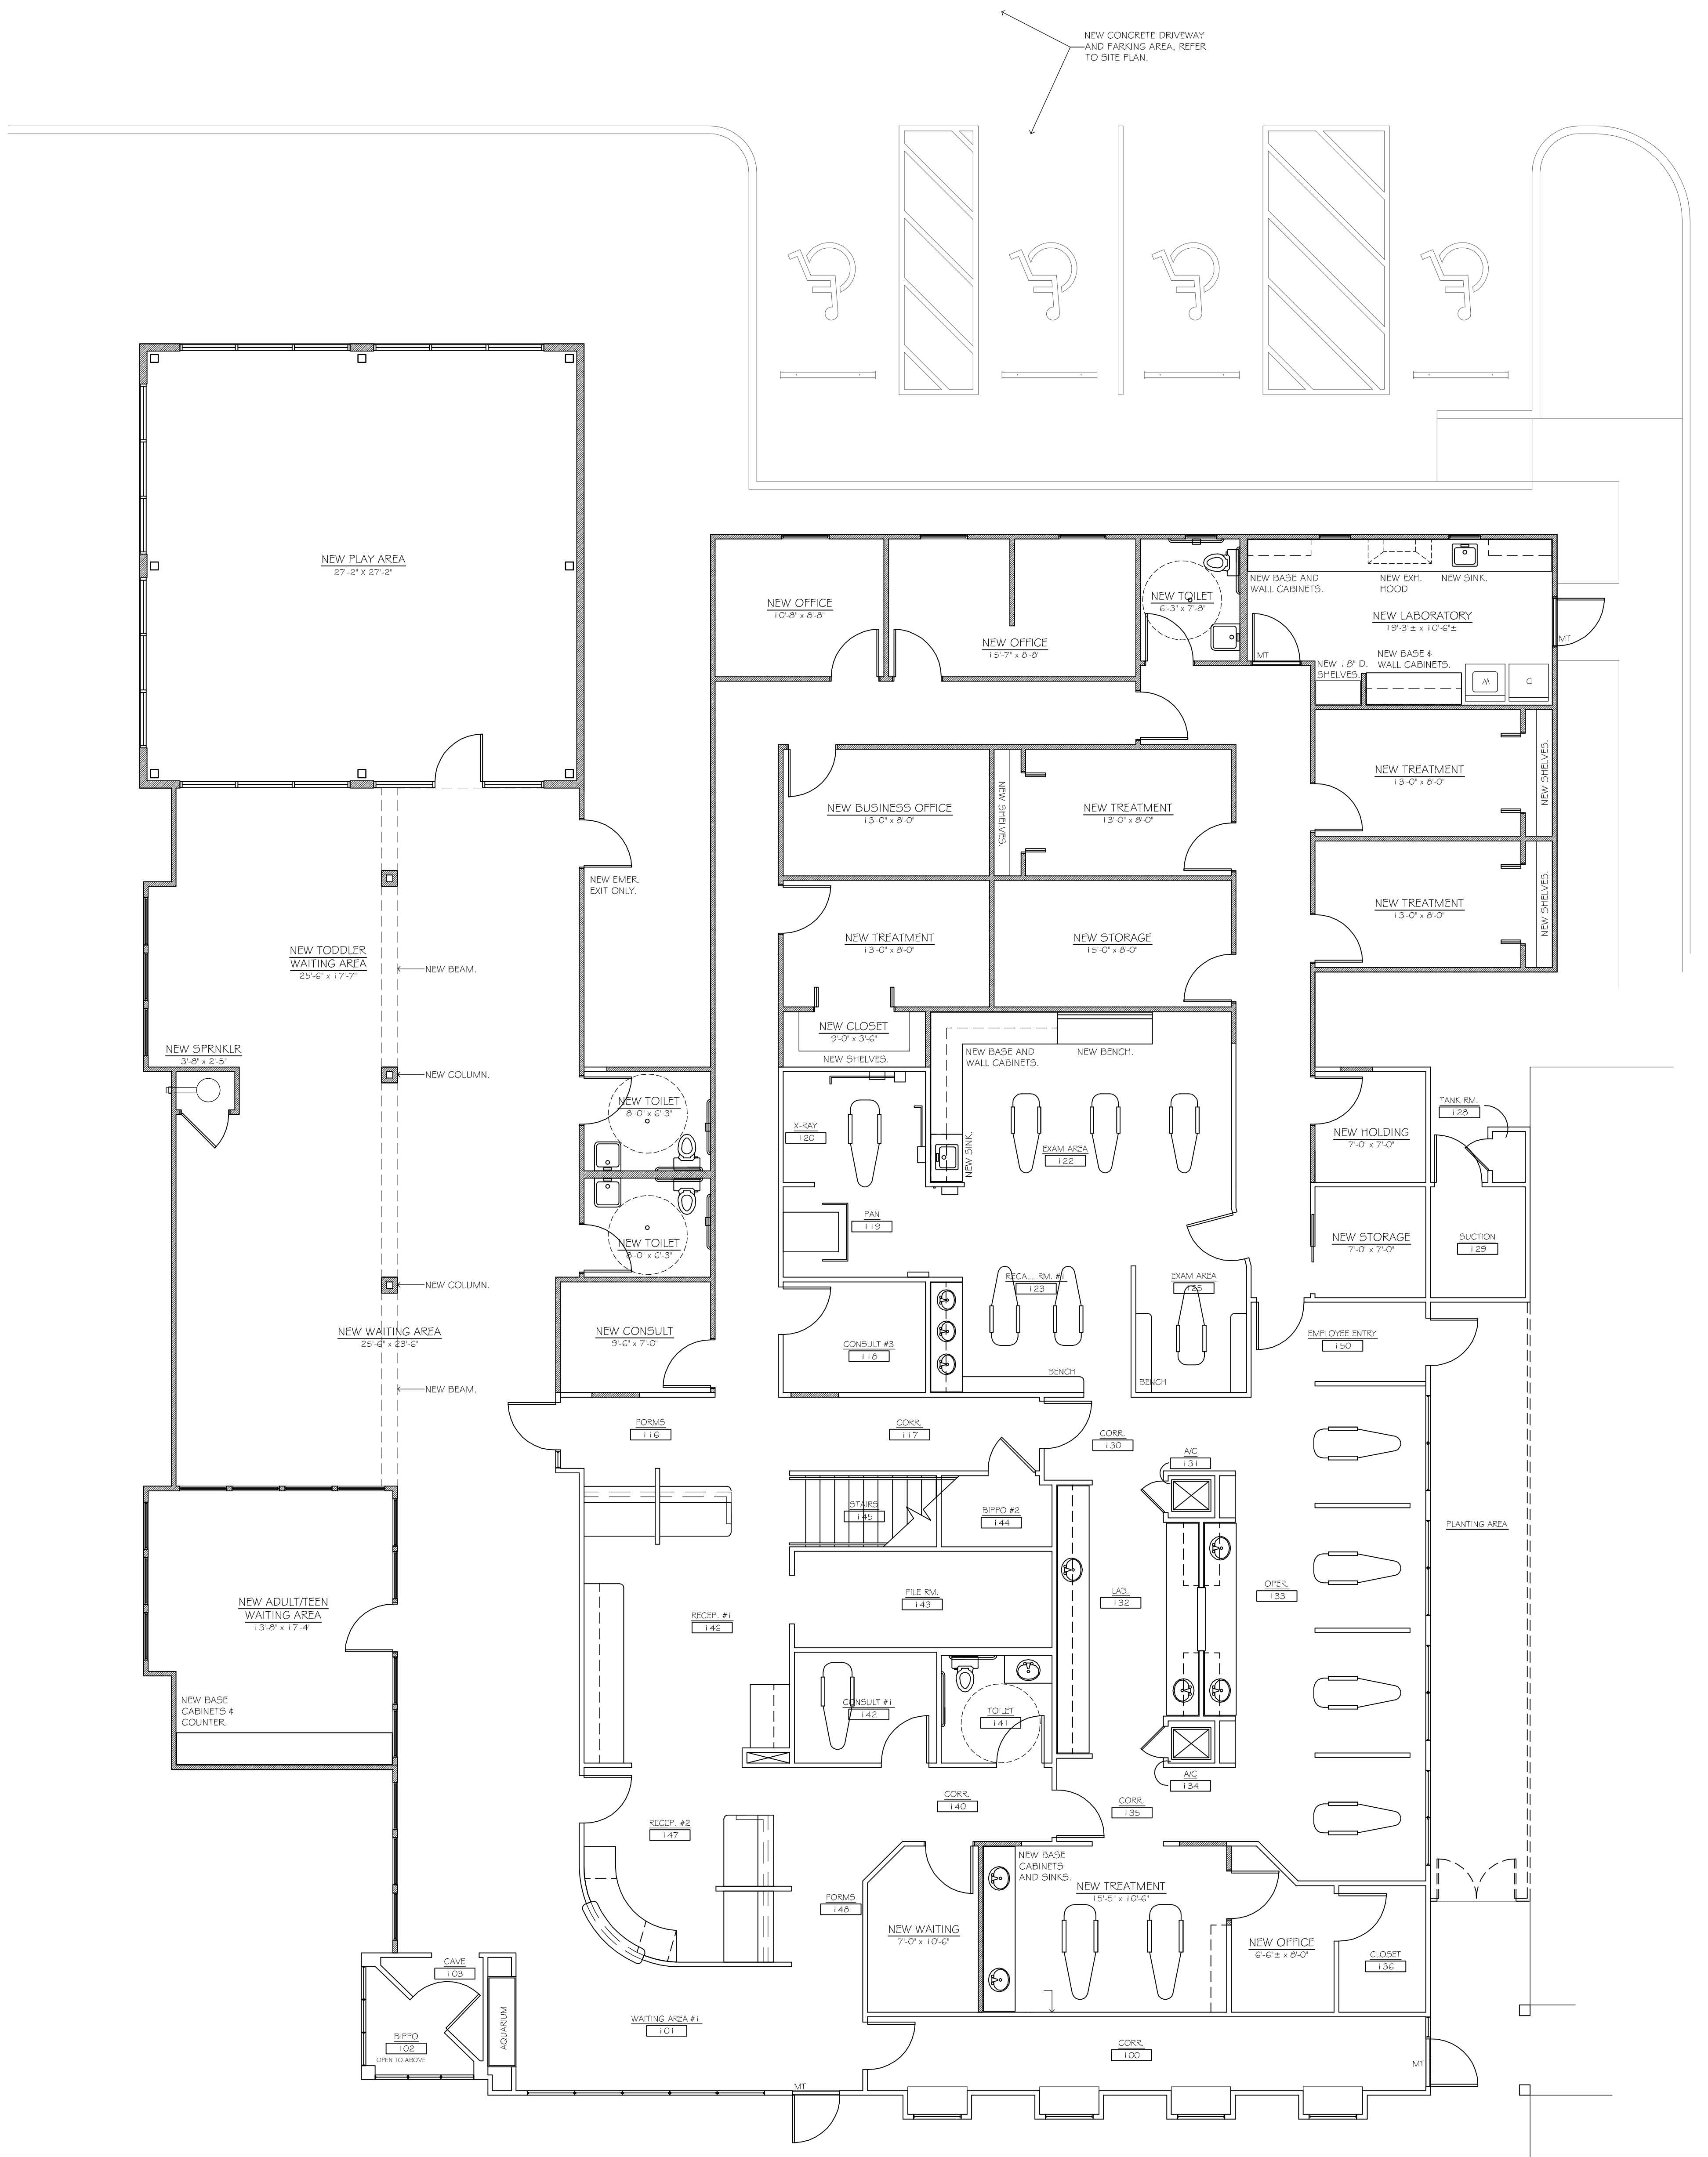 NEW CONCRETE DRIVEWAY
AND PARKING AREA, REFER
TO SITE PLAN.
NEW PLAY AREA
27'-2" X 27'-2"
NEW OFFICE
10'-8" x 8'-8"
NEW OFFICE
15'-7" x 8'-8"
NEW TOILET
6'-3" x 7'-8"
NEW BASE AND
WALL CABINETS.
NEW EXH.
HOOD
NEW SINK.
NEW LABORATORY
19'-3"± x 10'-6"±
MT
MT
NEW 18" D.
SHELVES.
NEW BASE &
WALL CABINETS.
W
D
NEW BUSINESS OFFICE
13'-0" x 8'-0"
NEW SHELVES.
NEW TREATMENT
13'-0" x 8'-0"
NEW TREATMENT
13'-0" x 8'-0"
NEW SHELVES.
NEW EMER.
EXIT ONLY.
NEW TREATMENT
13'-0" x 8'-0"
NEW SHELVES.
NEW TREATMENT
13'-0" x 8'-0"
NEW STORAGE
15'-0" x 8'-0"
NEW TODDLER
WAITING AREA
25'-6" x 17'-7"
NEW BEAM.
NEW CLOSET
9'-0" x 3'-6"
NEW SHELVES.
NEW BASE AND
WALL CABINETS.
NEW BENCH.
NEW SPRNKLR
3'-8" x 2'-5"
NEW COLUMN.
NEW TOILET
8'-0" x 6'-3"
X-RAY
120
NEW SINK.
EXAM AREA
122
NEW HOLDING
7'-0" x 7'-0"
TANK RM.
128
PAN
119
NEW TOILET
8'-0" x 6'-3"
NEW STORAGE
7'-0" x 7'-0"
SUCTION
129
NEW COLUMN.
RECALL RM. #1
123
EXAM AREA
125
NEW WAITING AREA
25'-6" x 23'-6"
NEW CONSULT
9'-6" x 7'-0"
CONSULT #3
118
EMPLOYEE ENTRY
150
NEW BEAM.
BENCH
BENCH
FORMS
116
CORR.
117
CORR.
130
A/C
131
STAIRS
145
BIPPO #2
144
PLANTING AREA
NEW ADULT/TEEN
WAITING AREA
13'-8" x 17'-4"
RECEP. #1
146
FILE RM.
143
LAB.
132
OPER.
133
NEW BASE
CABINETS &
COUNTER.
CONSULT #1
142
TOILET
141
A/C
134
CORR.
140
CORR.
135
RECEP. #2
147
NEW BASE
CABINETS
AND SINKS.
FORMS
148
NEW TREATMENT
15'-5" x 10'-6"
NEW WAITING
7'-0" x 10'-6"
NEW OFFICE
6'-6"± x 8'-0"
CLOSET
136
CAVE
103
AQUARIUM
BIPPO
102
OPEN TO ABOVE
WAITING AREA #1
101
CORR.
100
MT
MT